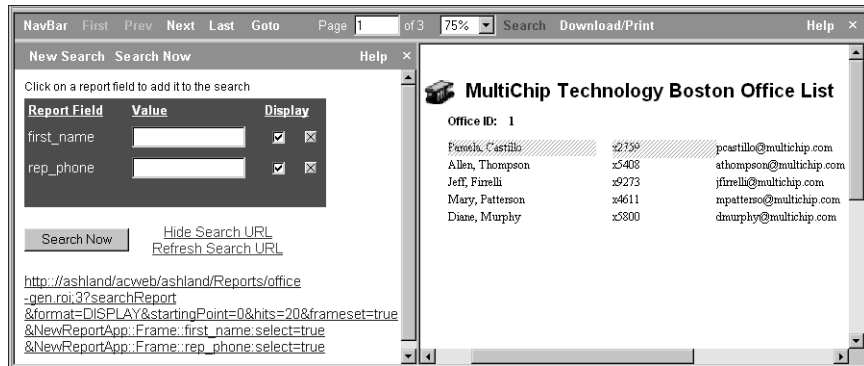 NavBar First Prev Next Last Goto Page 1 of 3 75% Search Download/Print Help ×
New Search Search Now Help ×
Click on a report field to add it to the search
Report Field Value Display
first_name
rep_phone
Search Now
Hide Search URL
Refresh Search URL
http://ashland/acweb/ashland/Reports/office
-gen.roi;3?searchReport
&format=DISPLAY&startingPoint=0&hits=20&frameset=true
&NewReportApp::Frame::first_name:select=true
&NewReportApp::Frame::rep_phone:select=true
MultiChip Technology Boston Office List
Office ID: 1
Pamela, Castillo x2759 pcastillo@multichip.com
Allen, Thompson x5408 athompson@multichip.com
Jeff, Firrelli x9273 jfirrelli@multichip.com
Mary, Patterson x4611 mpatterso@multichip.com
Diane, Murphy x5800 dmurphy@multichip.com